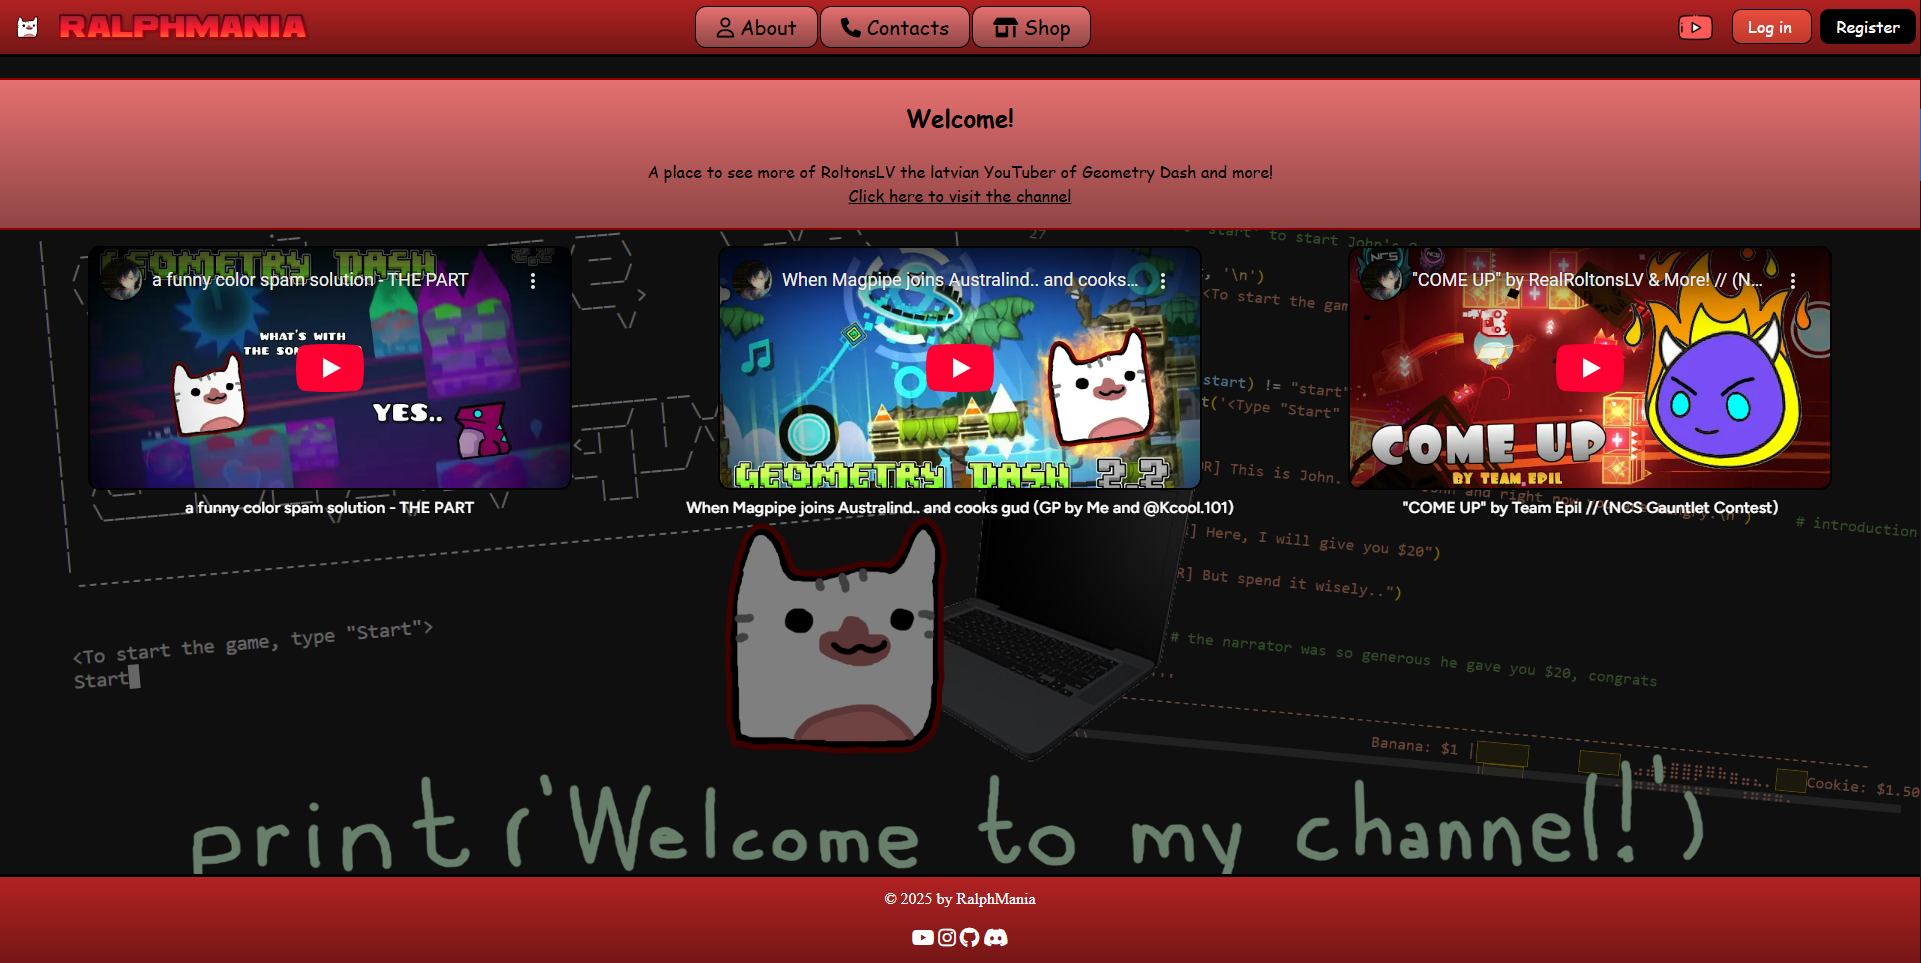 RALPHMANIA
About
Contacts
Shop
Log in
Register
Welcome!
A place to see more of RoltonsLV the latvian YouTuber of Geometry Dash and more!
Click here to visit the channel
GEOMETRY DASH 2.2
a funny color spam solution - THE PART
WHAT'S WITH
THE
YES..
a funny color spam solution - THE PART
When Magpipe joins Australind.. and cooks...
GEOMETRY DASH 2.2
When Magpipe joins Australind.. and cooks gud (GP by Me and @Kcool.101)
NCS
"COME UP" by RealRoltonsLV & More! // (N...
COME UP
BY TEAM EPIL
"COME UP" by Team Epil // (NCS Gauntlet Contest)
27
start' to start John's
, '\n')
<To start the gam
start) != "start"
t('<Type "Start"
R] This is John.
and right now
# introduction
] Here, I will give you $20")
R] But spend it wisely..")
# the narrator was so generous he gave you $20, congrats
<To start the game, type "Start">
Start
Banana: $1 |
Cookie: $1.50
print('Welcome to my channel!')
© 2025 by RalphMania